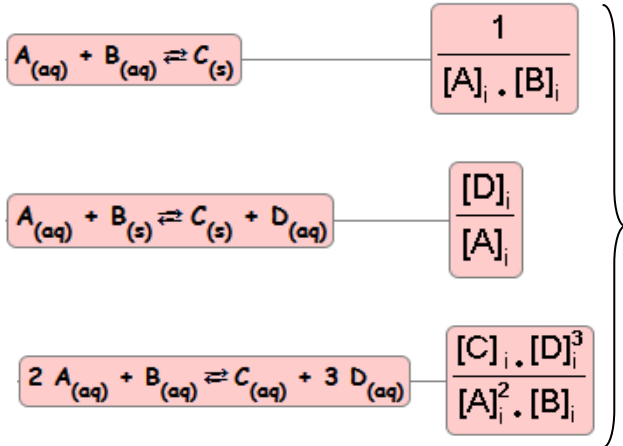 A(aq) + B(aq) ⇄ C(s)
1
[A]i . [B]i
A(aq) + B(s) ⇄ C(s) + D(aq)
[D]i
[A]i
2 A(aq) + B(aq) ⇄ C(aq) + 3 D(aq)
[C]i . [D]i³
[A]i² . [B]i